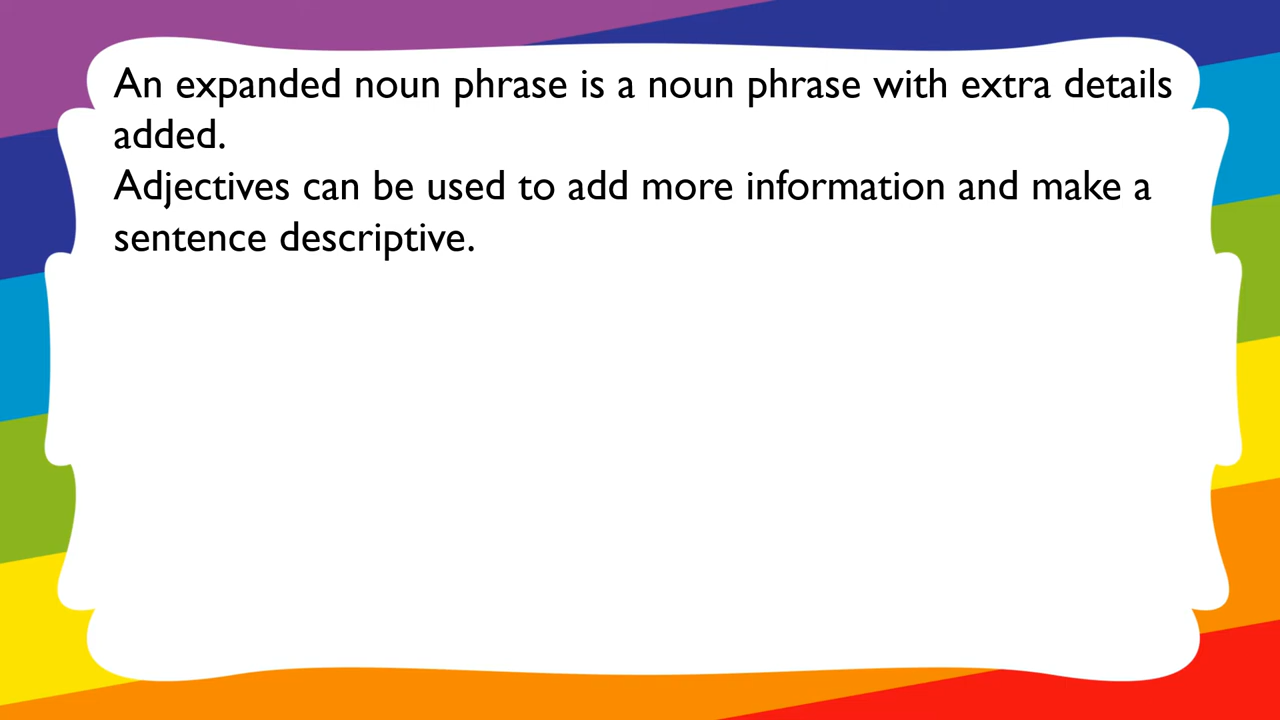 An expanded noun phrase is a noun phrase with extra details
added.
Adjectives can be used to add more information and make a
sentence descriptive.